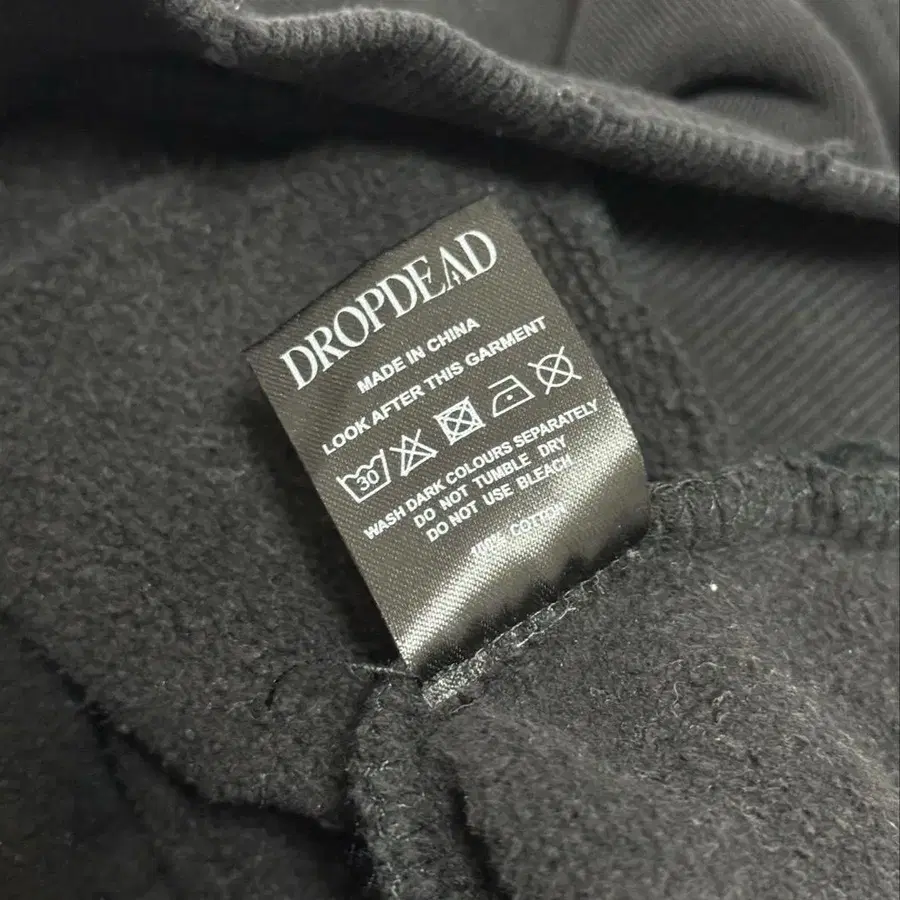 DROPDEAD
MADE IN CHINA
LOOK AFTER THIS GARMENT
30
WASH DARK COLOURS SEPARATELY
DO NOT TUMBLE DRY
DO NOT USE BLEACH
100% COTTON